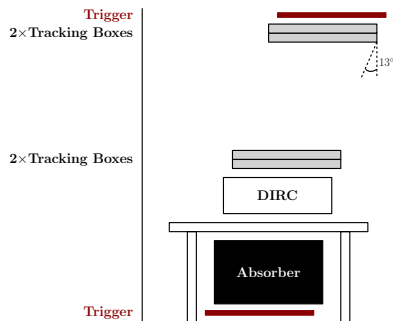 Trigger
2×Tracking Boxes
13°
2×Tracking Boxes
DIRC
Absorber
Trigger